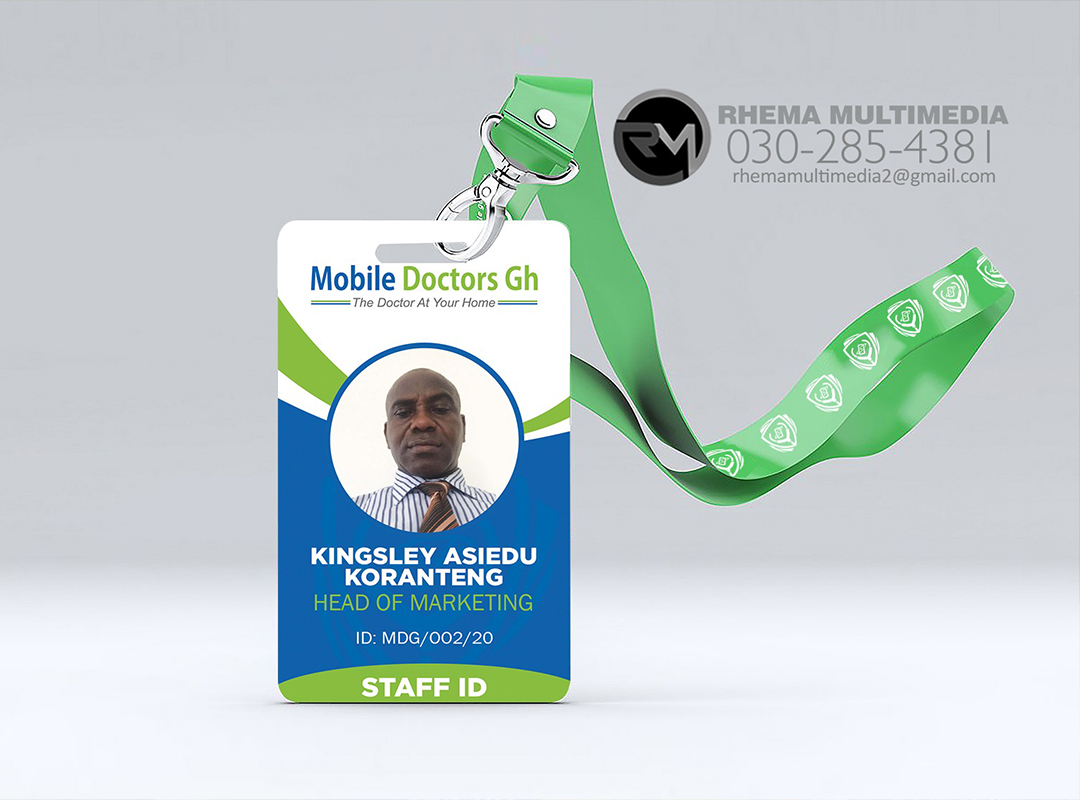 RHEMA MULTIMEDIA
030-285-4381
rhemamultimedia2@gmail.com
RM
Mobile Doctors Gh
The Doctor At Your Home
KINGSLEY ASIEDU
KORANTENG
HEAD OF MARKETING
ID: MDG/002/20
STAFF ID